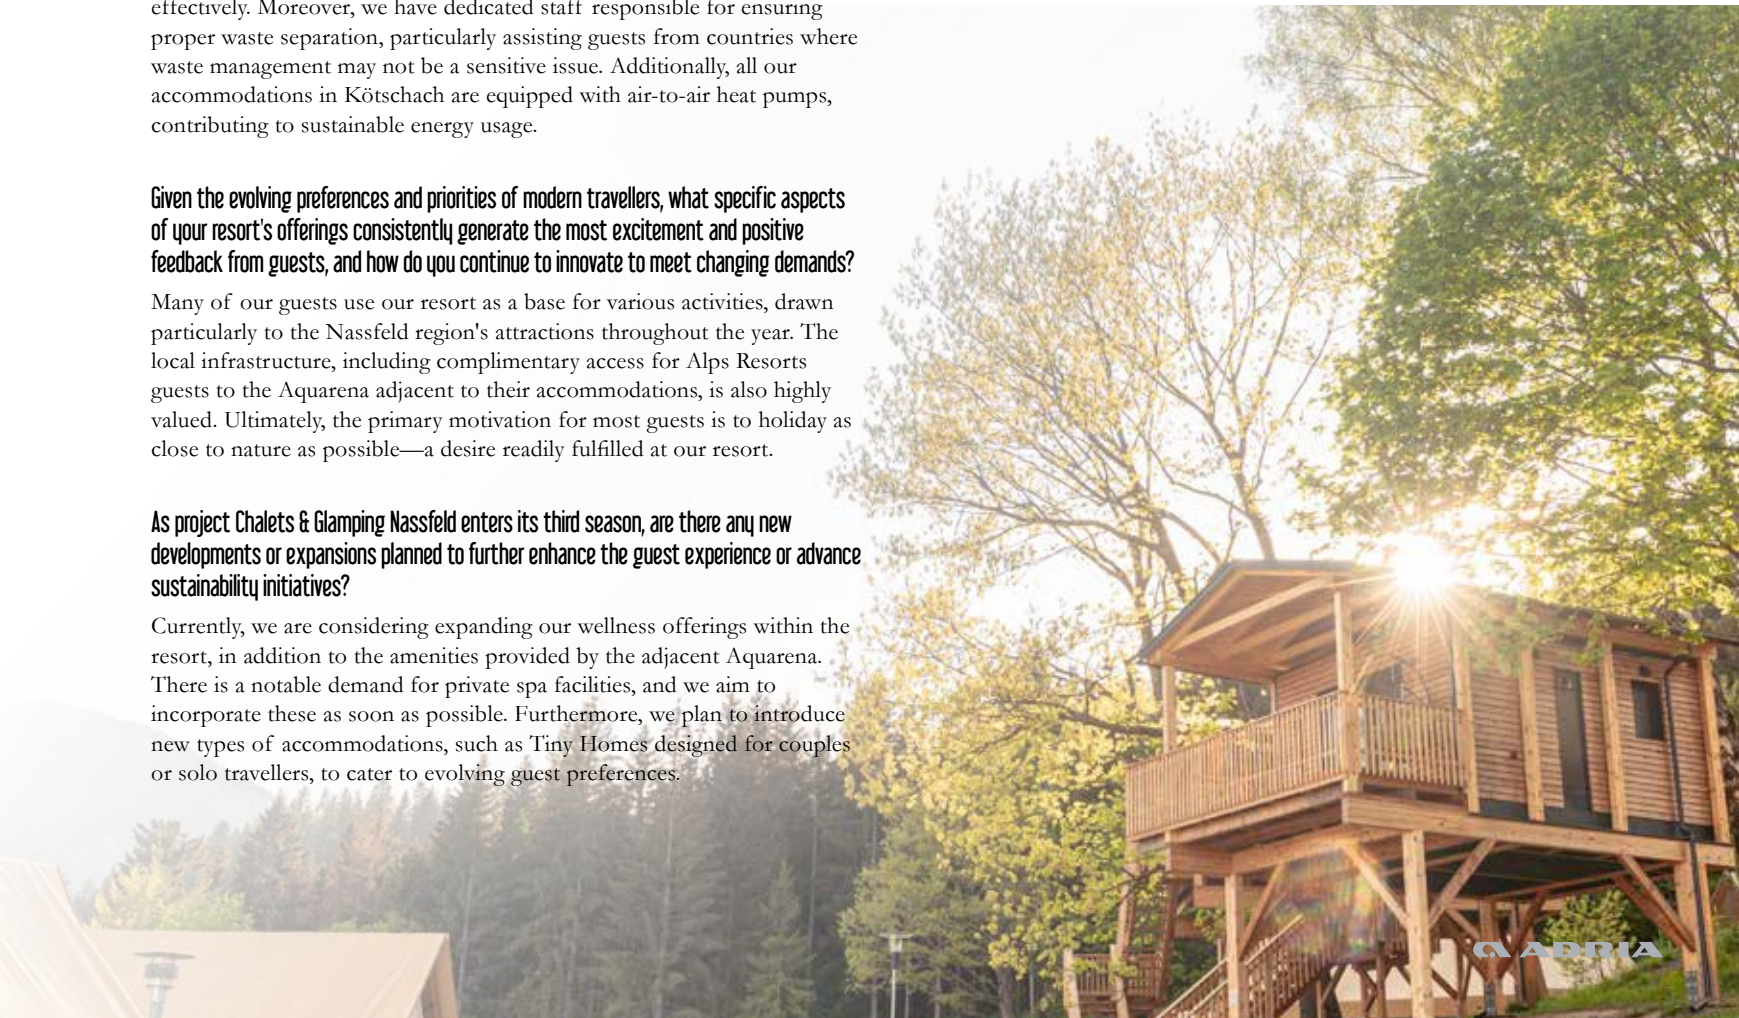 effectively. Moreover, we have dedicated staff responsible for ensuring
proper waste separation, particularly assisting guests from countries where
waste management may not be a sensitive issue. Additionally, all our
accommodations in Kötschach are equipped with air-to-air heat pumps,
contributing to sustainable energy usage.
Given the evolving preferences and priorities of modern travellers, what specific aspects
of your resort's offerings consistently generate the most excitement and positive
feedback from guests, and how do you continue to innovate to meet changing demands?
Many of our guests use our resort as a base for various activities, drawn
particularly to the Nassfeld region's attractions throughout the year. The
local infrastructure, including complimentary access for Alps Resorts
guests to the Aquarena adjacent to their accommodations, is also highly
valued. Ultimately, the primary motivation for most guests is to holiday as
close to nature as possible—a desire readily fulfilled at our resort.
As project Chalets & Glamping Nassfeld enters its third season, are there any new
developments or expansions planned to further enhance the guest experience or advance
sustainability initiatives?
Currently, we are considering expanding our wellness offerings within the
resort, in addition to the amenities provided by the adjacent Aquarena.
There is a notable demand for private spa facilities, and we aim to
incorporate these as soon as possible. Furthermore, we plan to introduce
new types of accommodations, such as Tiny Homes designed for couples
or solo travellers, to cater to evolving guest preferences.
ADRIA